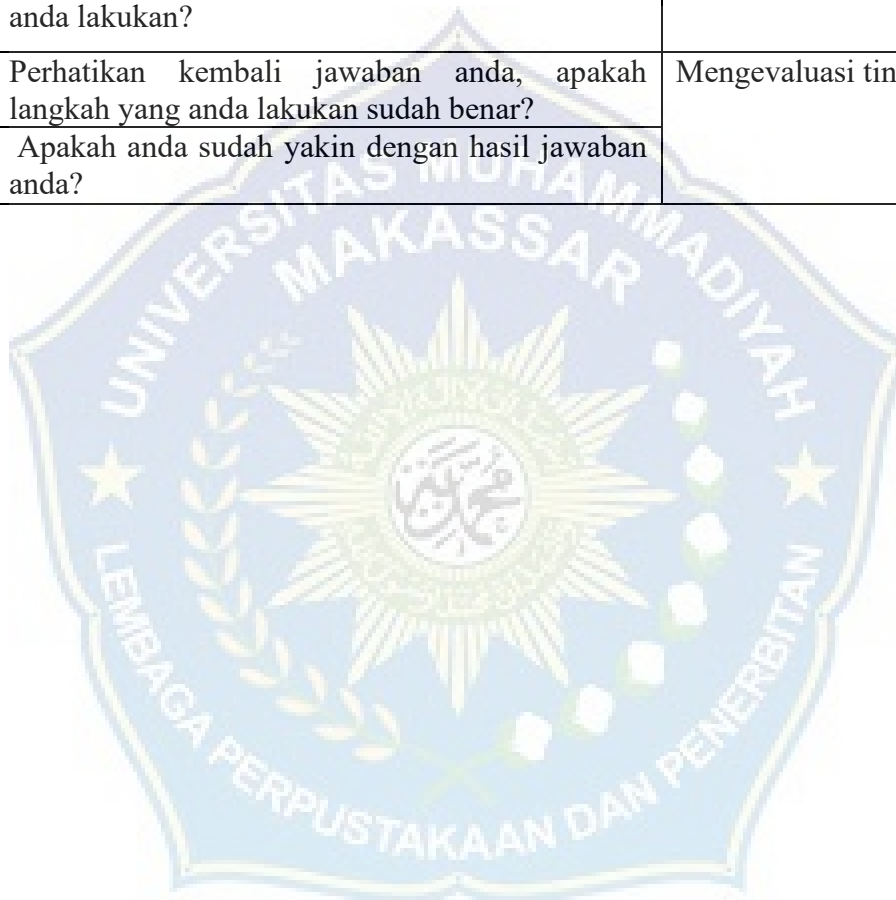 anda lakukan?
Perhatikan kembali jawaban anda, apakah
langkah yang anda lakukan sudah benar?
Mengevaluasi tin
Apakah anda sudah yakin dengan hasil jawaban
anda?
UNIVERSITAS MUHAMMADIYAH
MAKASSAR
محمد
LEMBAGA PERPUSTAKAAN DAN PENERBITAN